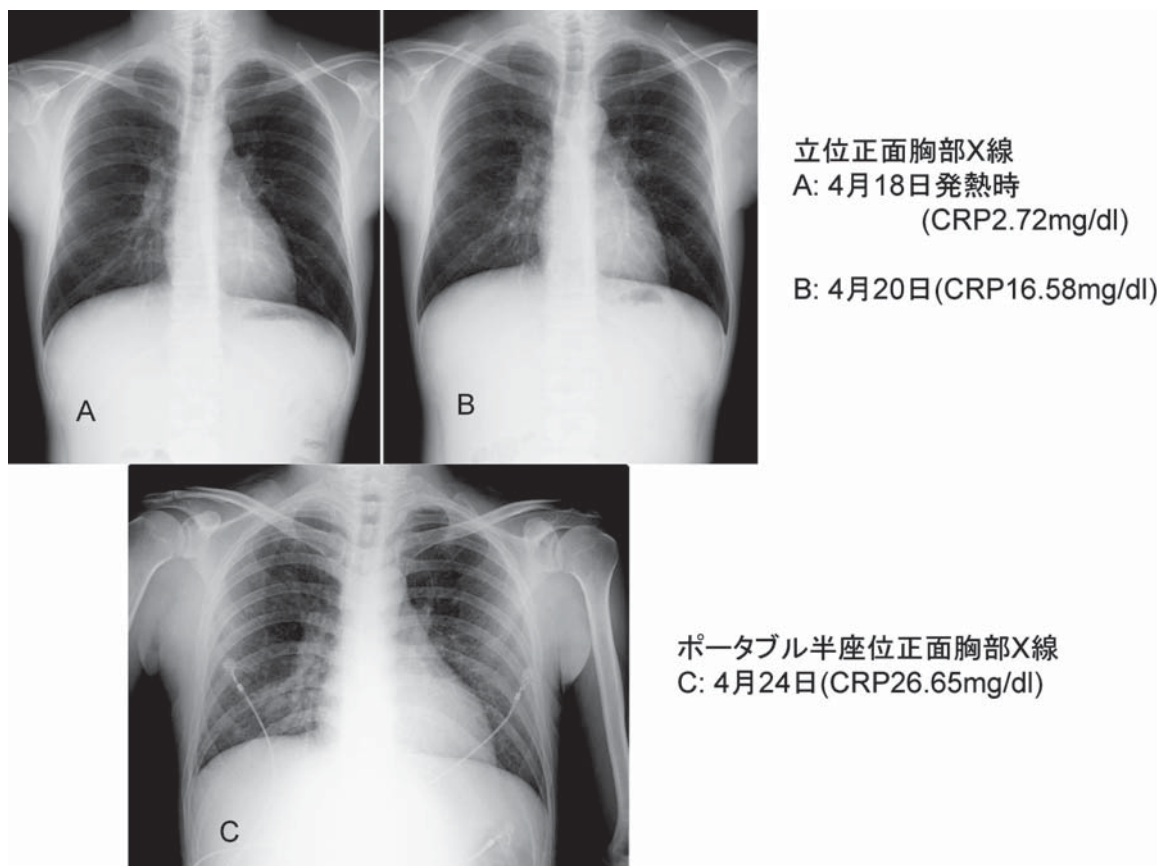 立位正面胸部X線
A: 4月18日発熱時
(CRP2.72mg/dl)
B: 4月20日(CRP16.58mg/dl)
A
B
ポータブル半座位正面胸部X線
C: 4月24日(CRP26.65mg/dl)
C